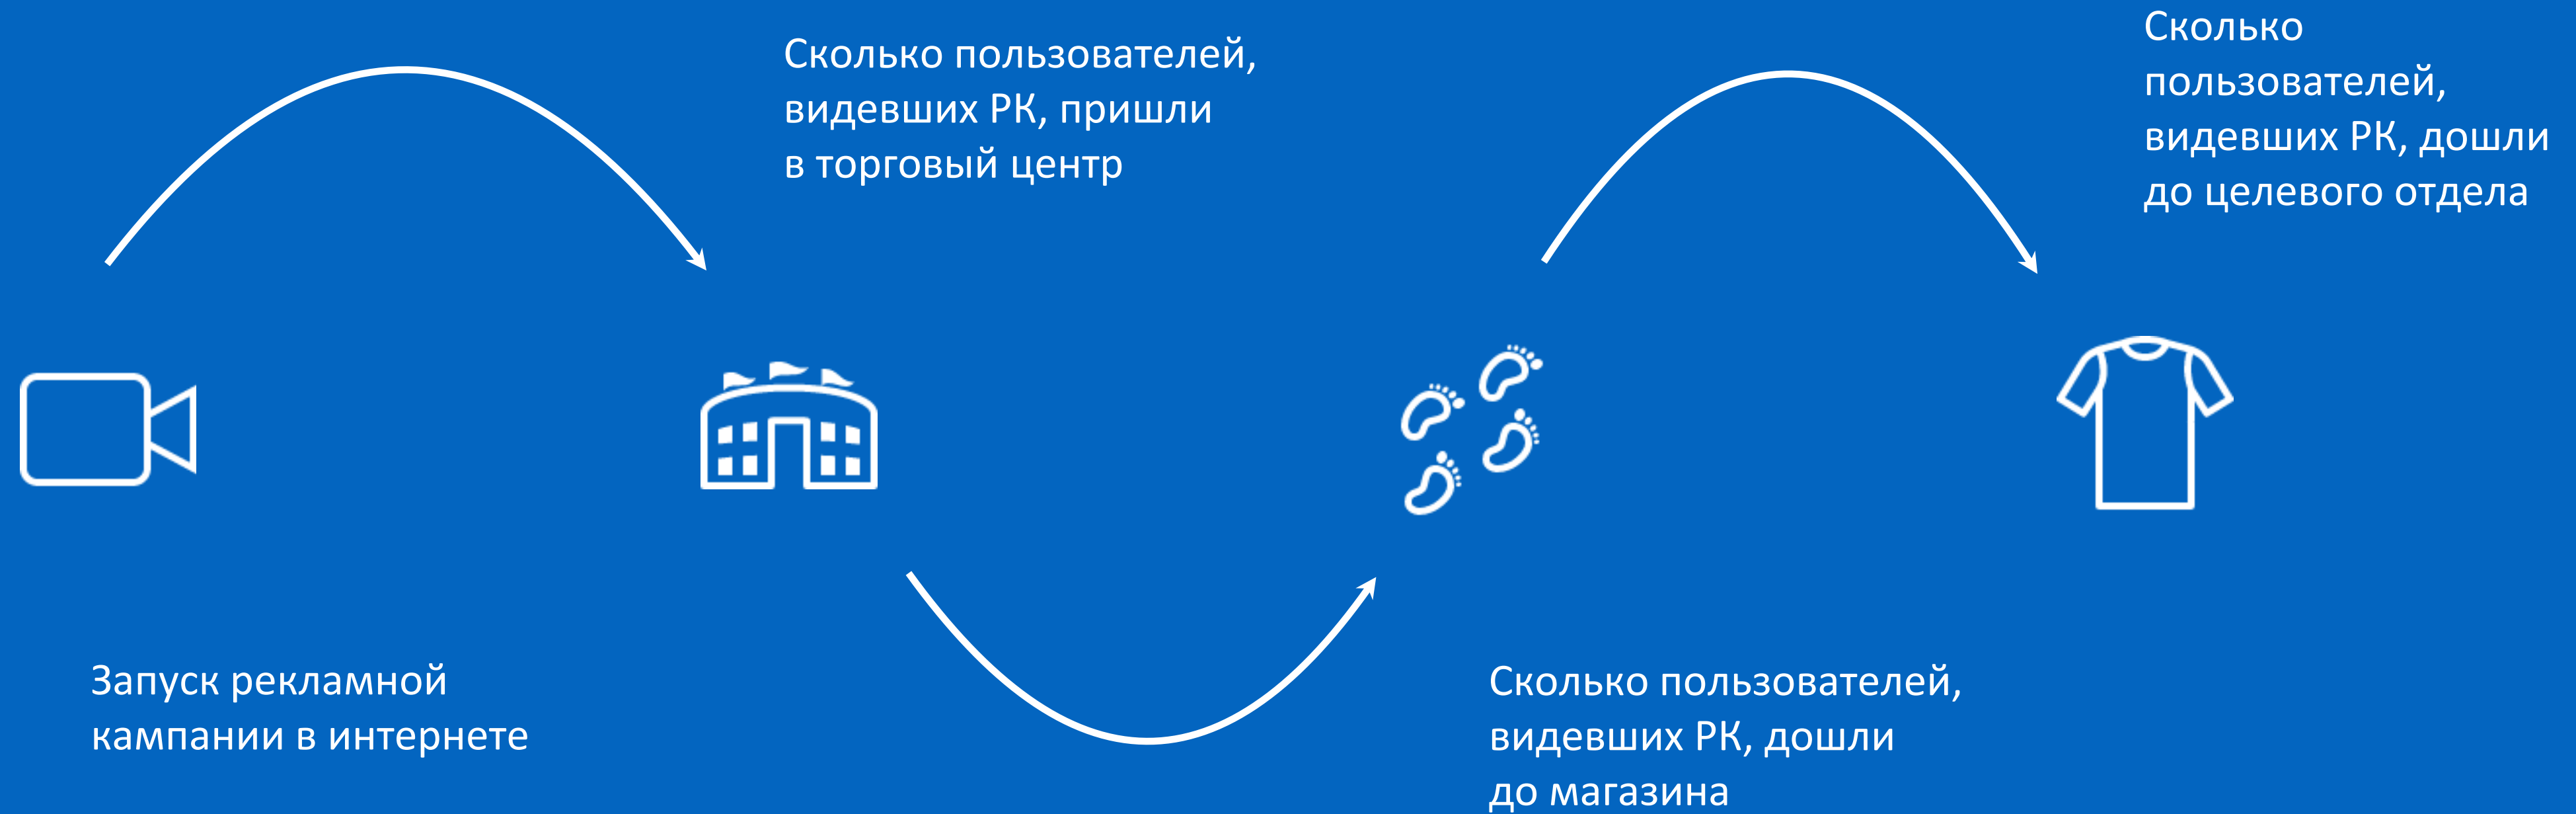 Запуск рекламной
кампании в интернете
Сколько пользователей,
видевших РК, пришли
в торговый центр
Сколько пользователей,
видевших РК, дошли
до магазина
Сколько
пользователей,
видевших РК, дошли
до целевого отдела